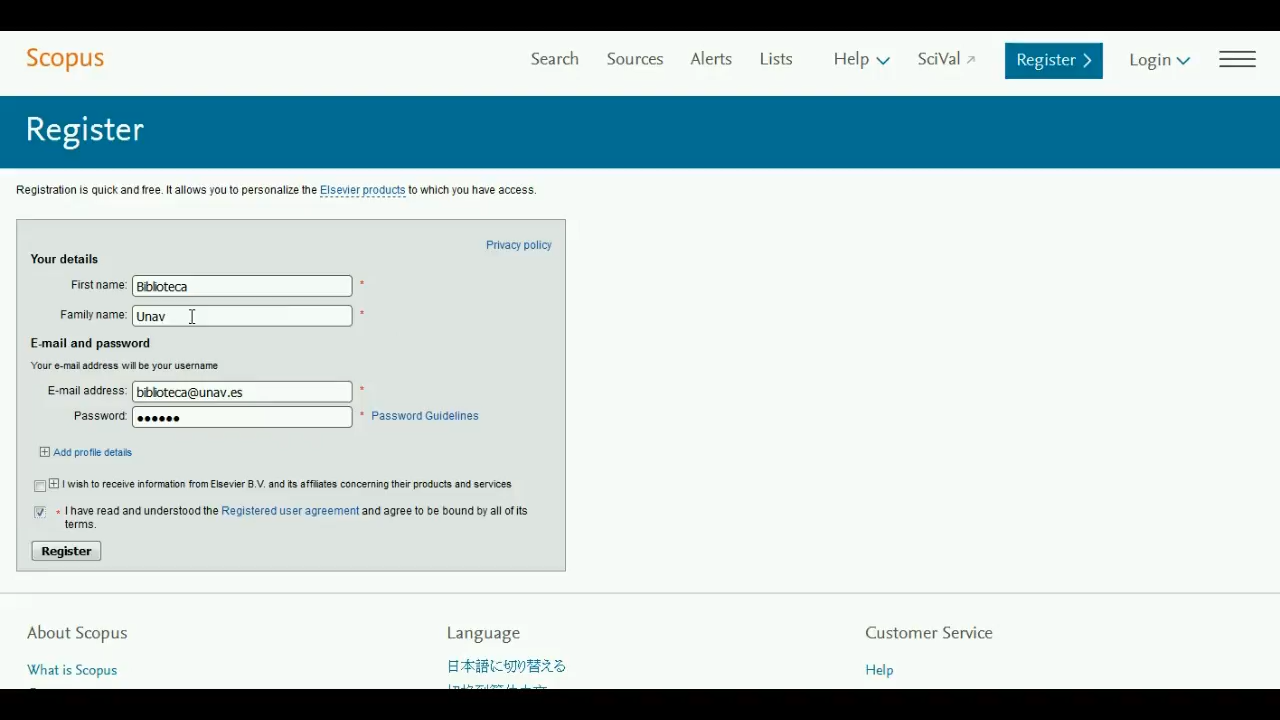 Scopus
Search Sources Alerts Lists Help SciVal Register Login
Register
Registration is quick and free. It allows you to personalize the Elsevier products to which you have access.
Privacy policy
Your details
First name: Biblioteca *
Family name: Unav *
E-mail and password
Your e-mail address will be your username
E-mail address: biblioteca@unav.es *
Password: •••••• * Password Guidelines
Add profile details
I wish to receive information from Elsevier B.V. and its affiliates concerning their products and services
* I have read and understood the Registered user agreement and agree to be bound by all of its
terms.
Register
About Scopus Language Customer Service
What is Scopus 日本語に切り替える Help